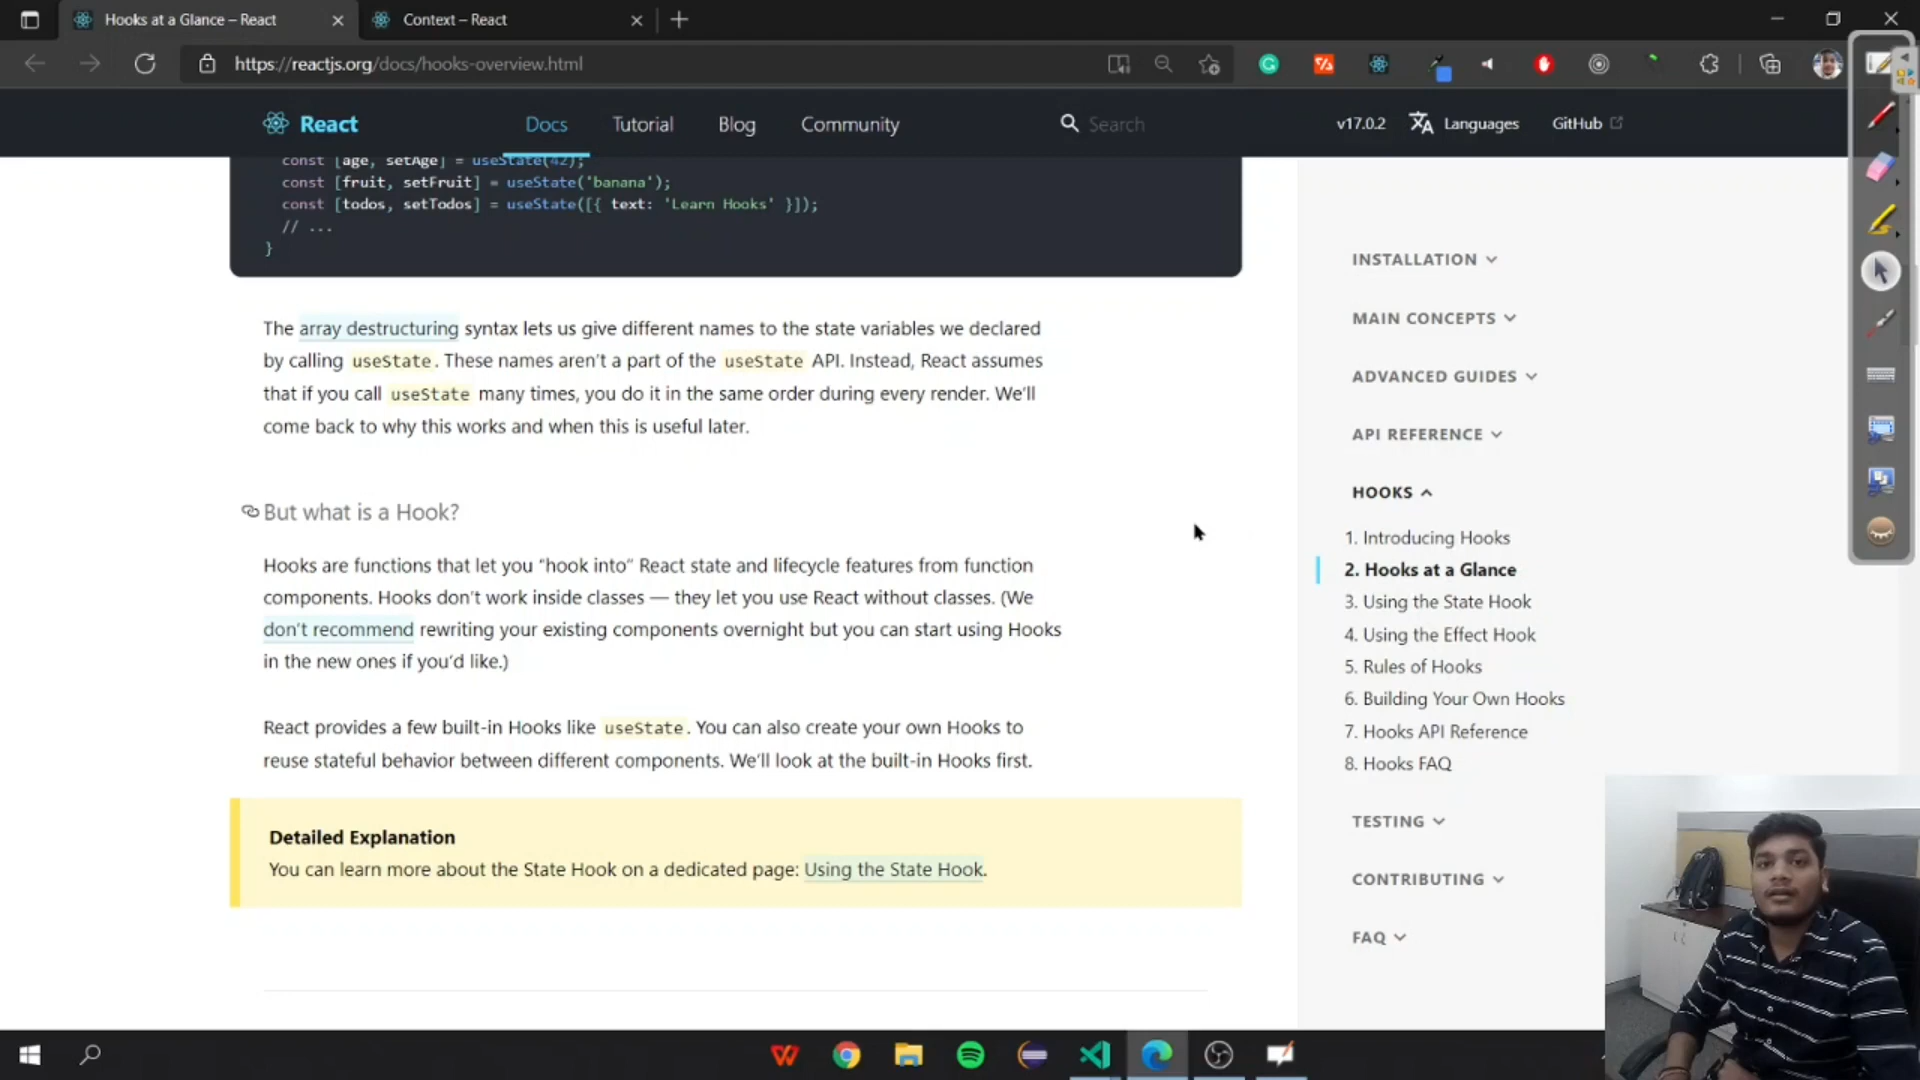 Hooks at a Glance – React
Context – React
https://reactjs.org/docs/hooks-overview.html
React
Docs
Tutorial
Blog
Community
Search
v17.0.2
Languages
GitHub
const [age, setAge] = useState(42);
const [fruit, setFruit] = useState('banana');
const [todos, setTodos] = useState([{ text: 'Learn Hooks' }]);
// ...
}
The array destructuring syntax lets us give different names to the state variables we declared
by calling useState. These names aren't a part of the useState API. Instead, React assumes
that if you call useState many times, you do it in the same order during every render. We'll
come back to why this works and when this is useful later.
But what is a Hook?
Hooks are functions that let you “hook into” React state and lifecycle features from function
components. Hooks don't work inside classes — they let you use React without classes. (We
don't recommend rewriting your existing components overnight but you can start using Hooks
in the new ones if you'd like.)
React provides a few built-in Hooks like useState. You can also create your own Hooks to
reuse stateful behavior between different components. We'll look at the built-in Hooks first.
Detailed Explanation
You can learn more about the State Hook on a dedicated page: Using the State Hook.
INSTALLATION
MAIN CONCEPTS
ADVANCED GUIDES
API REFERENCE
HOOKS
1. Introducing Hooks
2. Hooks at a Glance
3. Using the State Hook
4. Using the Effect Hook
5. Rules of Hooks
6. Building Your Own Hooks
7. Hooks API Reference
8. Hooks FAQ
TESTING
CONTRIBUTING
FAQ